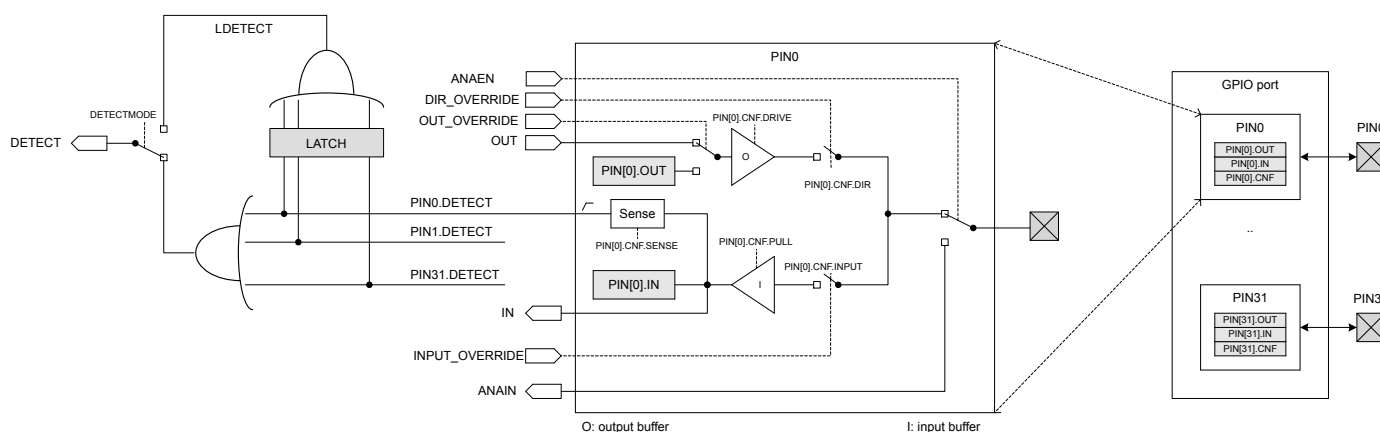 LDETECT
DETECTMODE
DETECT
LATCH
PIN0.DETECT
PIN1.DETECT
PIN31.DETECT
PIN0
ANAEN
DIR_OVERRIDE
OUT_OVERRIDE
OUT
PIN[0].CNF.DRIVE
O
PIN[0].OUT
PIN[0].CNF.DIR
Sense
PIN[0].CNF.SENSE
PIN[0].CNF.PULL
PIN[0].CNF.INPUT
PIN[0].IN
I
IN
INPUT_OVERRIDE
ANAIN
O: output buffer
I: input buffer
GPIO port
PIN0
PIN[0].OUT
PIN[0].IN
PIN[0].CNF
PIN0
..
PIN31
PIN[31].OUT
PIN[31].IN
PIN[31].CNF